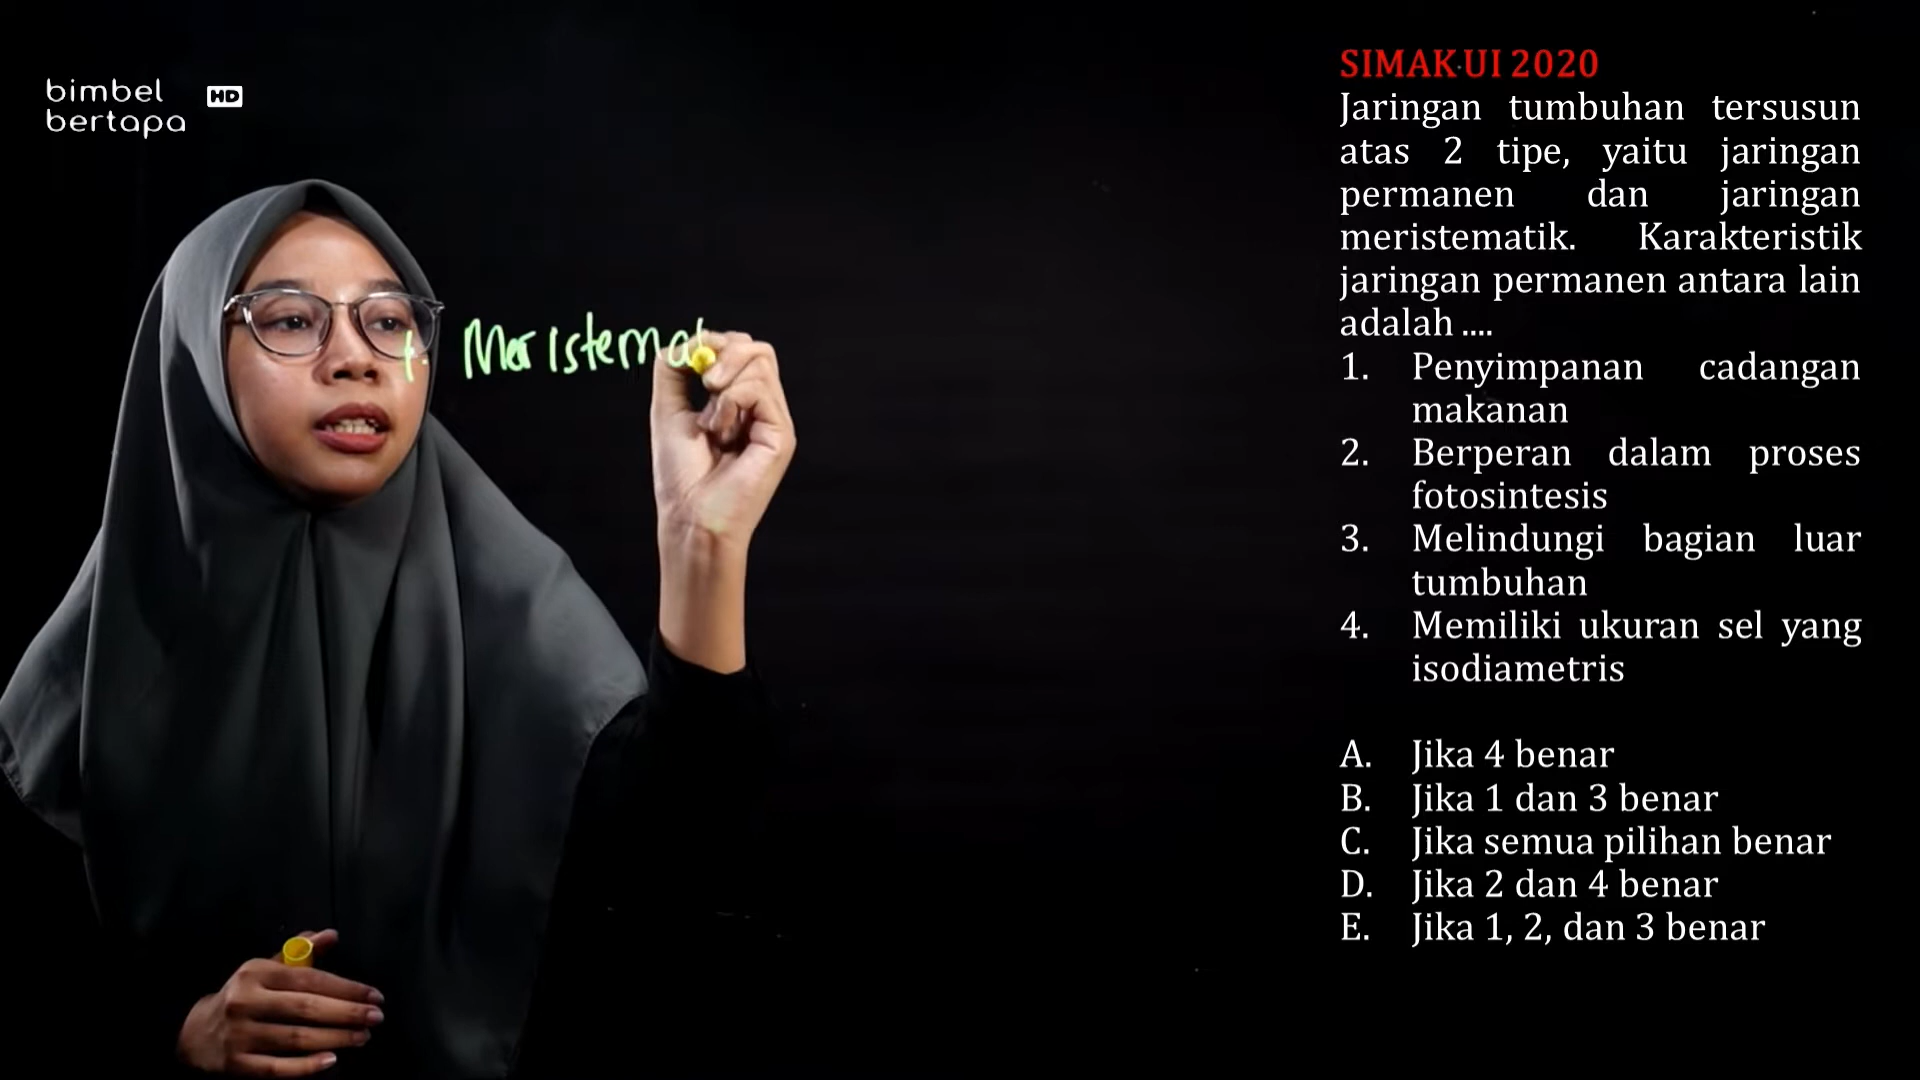 bimbel
bertapa
HD
1. Meristemat
SIMAK UI 2020
Jaringan tumbuhan tersusun
atas 2 tipe, yaitu jaringan
permanen dan jaringan
meristematik. Karakteristik
jaringan permanen antara lain
adalah ....
1. Penyimpanan cadangan
makanan
2. Berperan dalam proses
fotosintesis
3. Melindungi bagian luar
tumbuhan
4. Memiliki ukuran sel yang
isodiametris
A. Jika 4 benar
B. Jika 1 dan 3 benar
C. Jika semua pilihan benar
D. Jika 2 dan 4 benar
E. Jika 1, 2, dan 3 benar